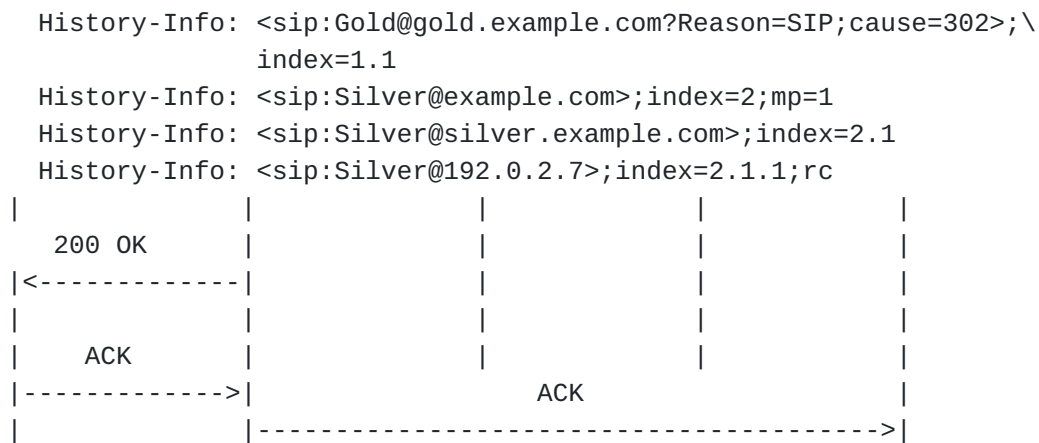 History-Info: <sip:Gold@gold.example.com?Reason=SIP;cause=302>;\
index=1.1
History-Info: <sip:Silver@example.com>;index=2;mp=1
History-Info: <sip:Silver@silver.example.com>;index=2.1
History-Info: <sip:Silver@192.0.2.7>;index=2.1.1;rc
|              |              |             |            |
   200 OK      |              |             |            |
|<-------------|              |             |            |
|              |              |             |            |
|    ACK       |              |             |            |
|------------->|                 ACK                     |
|              |---------------------------------------->|